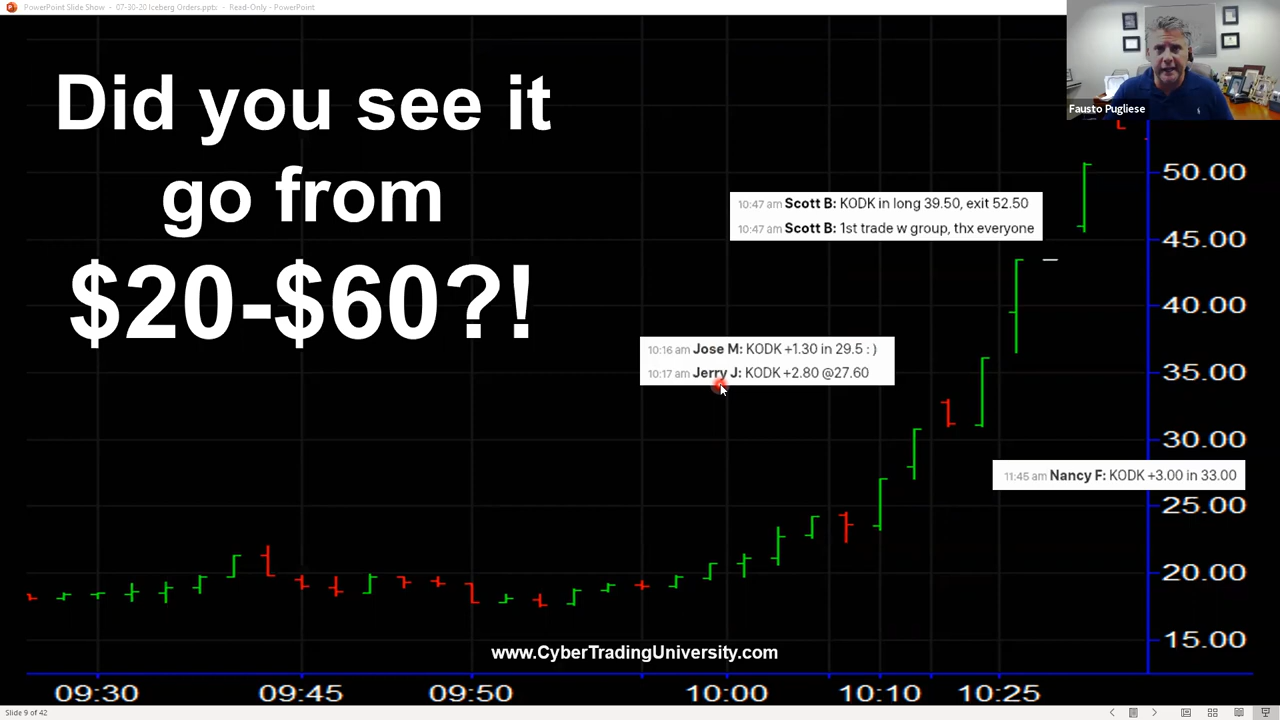 PowerPoint Slide Show - 07-30-20 Iceberg Orders.pptx - Read-Only - PowerPoint
Fausto Pugliese
Did you see it
go from
$20-$60?!
10:47 am Scott B: KODK in long 39.50, exit 52.50
10:47 am Scott B: 1st trade w group, thx everyone
10:16 am Jose M: KODK +1.30 in 29.5 : )
10:17 am Jerry J: KODK +2.80 @27.60
11:45 am Nancy F: KODK +3.00 in 33.00
50.00
45.00
40.00
35.00
30.00
25.00
20.00
15.00
www.CyberTradingUniversity.com
09:30 09:45 09:50 10:00 10:10 10:25
Slide 9 of 42